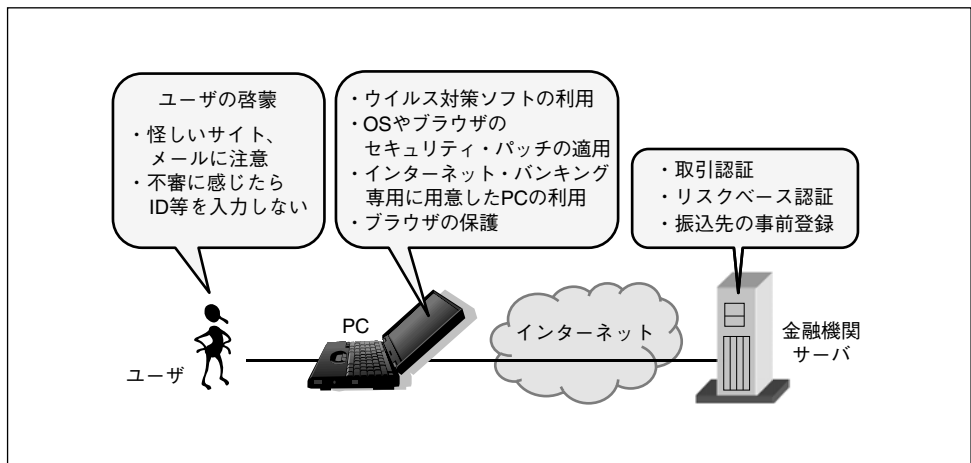 ユーザの啓蒙
・怪しいサイト、
メールに注意
・不審に感じたら
ID等を入力しない
・ウイルス対策ソフトの利用
・OSやブラウザの
セキュリティ・パッチの適用
・インターネット・バンキング
専用に用意したPCの利用
・ブラウザの保護
・取引認証
・リスクベース認証
・振込先の事前登録
ユーザ
PC
インターネット
金融機関
サーバ